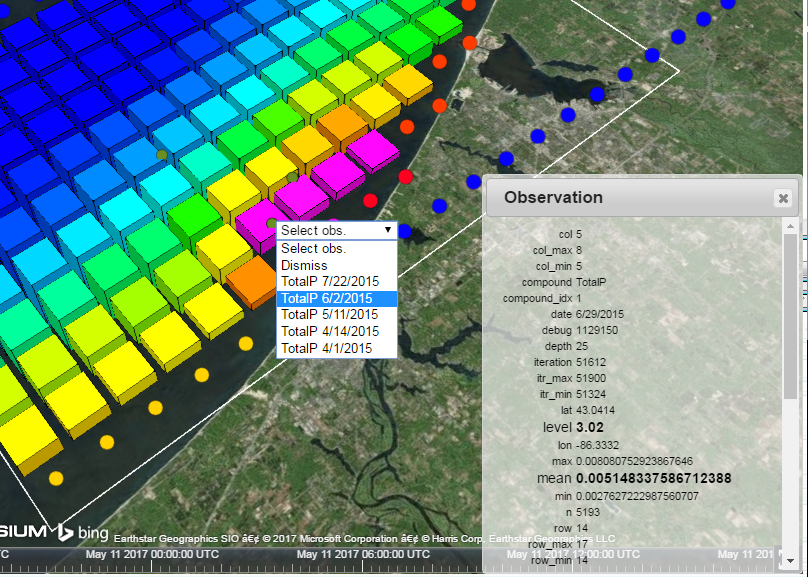 Observation
col 5
col_max 8
col_min 5
compound TotalP
compound_idx 1
date 6/29/2015
debug 1129150
depth 25
iteration 51612
itr_max 51900
itr_min 51324
lat 43.0414
level 3.02
lon -86.3332
max 0.008080752923867646
mean 0.005148337586712388
min 0.0027627222987560707
n 5193
row 14
row_max 17
row_min 14
Select obs.
Select obs.
Dismiss
TotalP 7/22/2015
TotalP 6/2/2015
TotalP 5/11/2015
TotalP 4/14/2015
TotalP 4/1/2015
SIUM bing Earthstar Geographics SIO â€¢ © 2017 Microsoft Corporation â€¢ © Harris Corp, Earthstar Geographics LLC
TC May 11 2017 00:00:00 UTC May 11 2017 06:00:00 UTC May 11 2017 12:00:00 UTC May 11 201